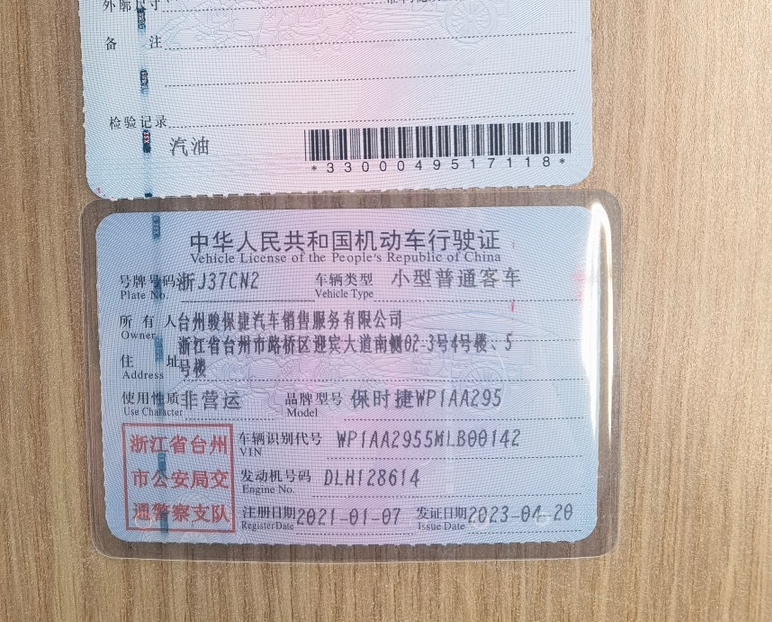 外廓尺寸
备 注
检验记录
汽油
*3300049517118*
中华人民共和国机动车行驶证
Vehicle License of the People's Republic of China
号牌号码 浙J37CN2 车辆类型 小型普通客车
Plate No. Vehicle Type
所有人 台州骏保捷汽车销售服务有限公司
Owner
浙江省台州市路桥区迎宾大道南侧02-3号4号楼、5
住 址 号楼
Address
使用性质 非营运 品牌型号 保时捷WP1AA295
Use Character Model
浙江省台州 车辆识别代号 WP1AA2955MLB00142
VIN
市公安局交 发动机号码 DLH128614
Engine No.
通警察支队 注册日期 2021-01-07 发证日期 2023-04-20
Register Date Issue Date